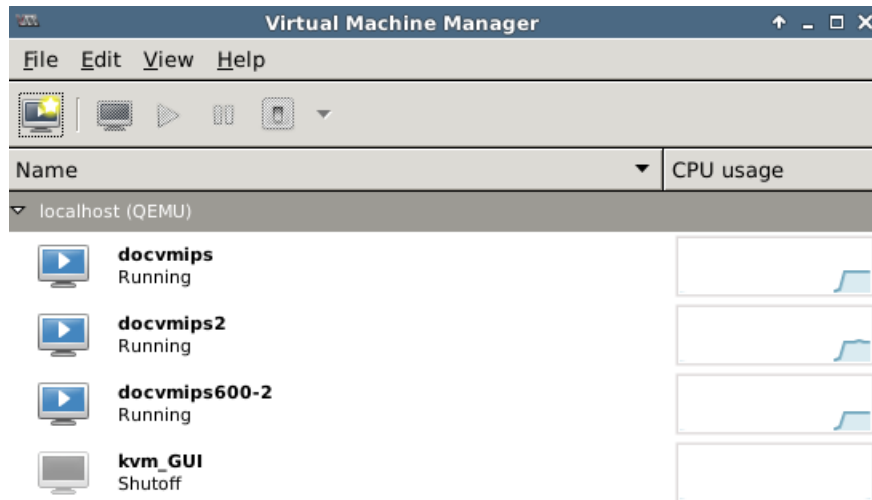 Virtual Machine Manager
File Edit View Help
Name CPU usage
localhost (QEMU)
docvmips
Running
docvmips2
Running
docvmips600-2
Running
kvm_GUI
Shutoff